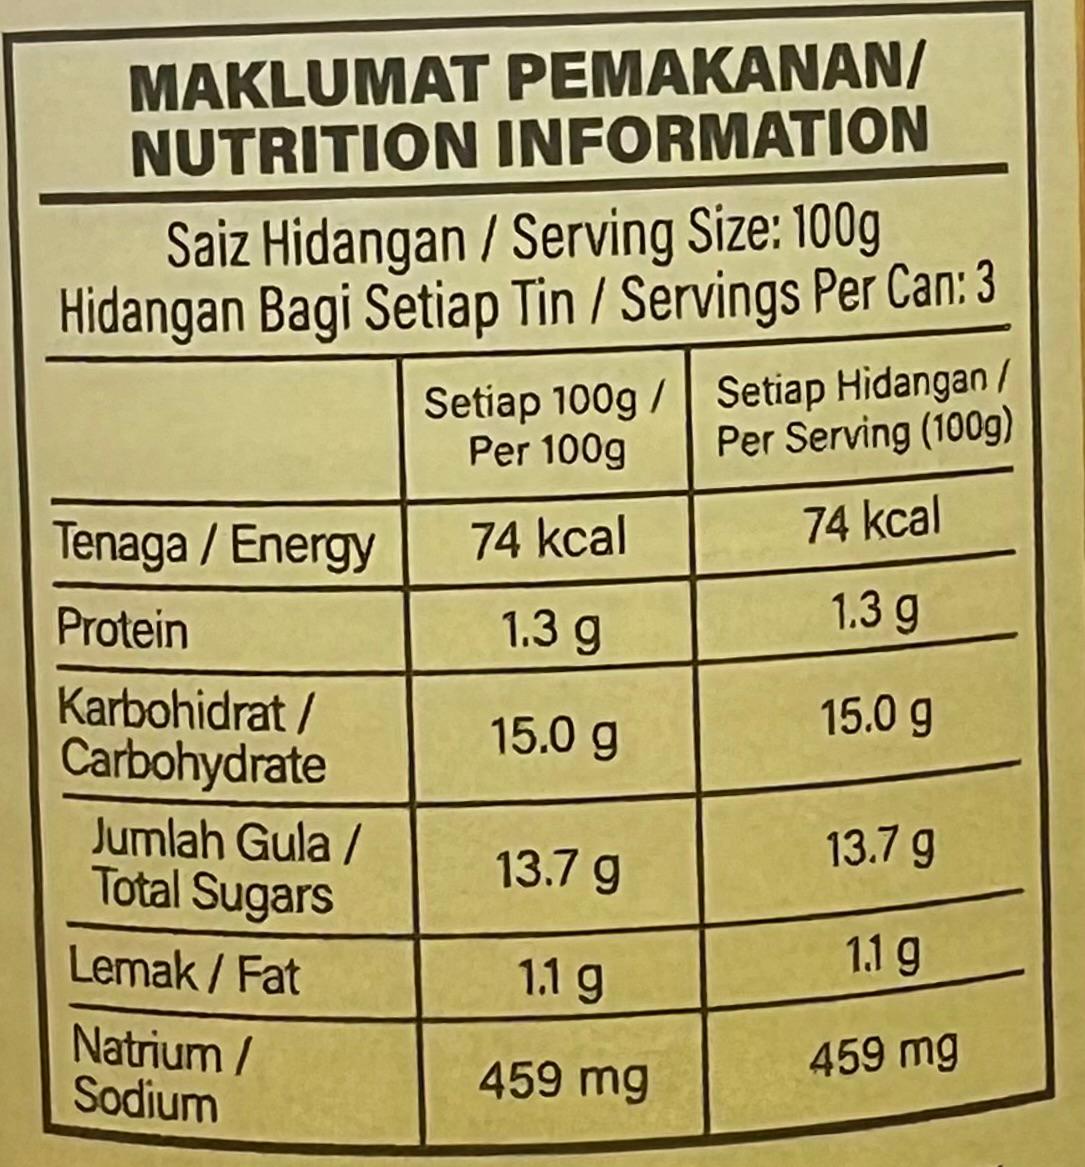 MAKLUMAT PEMAKANAN/
NUTRITION INFORMATION
Saiz Hidangan / Serving Size: 100g
Hidangan Bagi Setiap Tin / Servings Per Can: 3
Setiap 100g /
Per 100g
Setiap Hidangan /
Per Serving (100g)
Tenaga / Energy 74 kcal 74 kcal
Protein 1.3 g 1.3 g
Karbohidrat /
Carbohydrate 15.0 g 15.0 g
Jumlah Gula /
Total Sugars 13.7 g 13.7 g
Lemak / Fat 1.1 g 1.1 g
Natrium /
Sodium 459 mg 459 mg